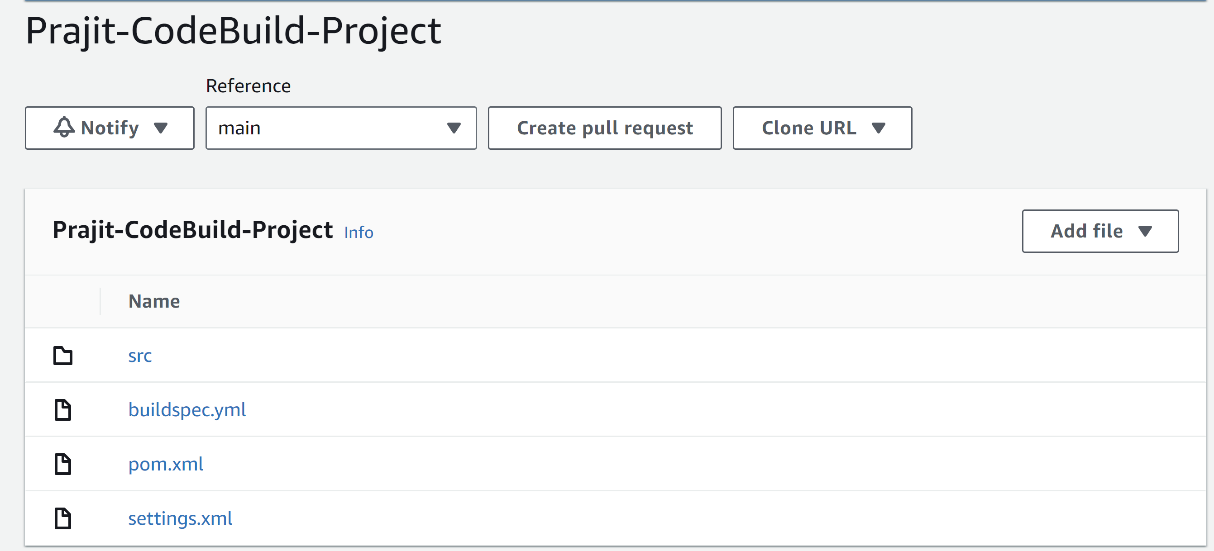 Prajit-CodeBuild-Project
Reference
Notify
main
Create pull request
Clone URL
Prajit-CodeBuild-Project Info
Add file
Name
src
buildspec.yml
pom.xml
settings.xml